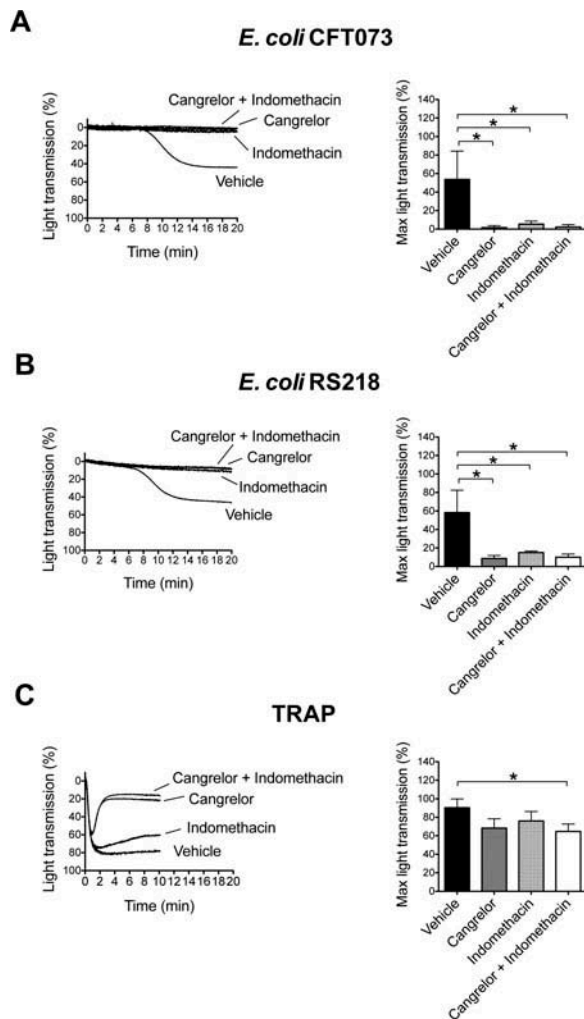 A
E. coli CFT073
Light transmission (%)
0
20
40
60
80
100
Cangrelor + Indomethacin
Cangrelor
Indomethacin
Vehicle
0 2 4 6 8 10 12 14 16 18 20
Time (min)
Max light transmission (%)
140
120
100
80
60
40
20
0
*
*
*
Vehicle
Cangrelor
Indomethacin
Cangrelor + Indomethacin
B
E. coli RS218
Light transmission (%)
0
20
40
60
80
100
Cangrelor + Indomethacin
Cangrelor
Indomethacin
Vehicle
0 2 4 6 8 10 12 14 16 18 20
Time (min)
Max light transmission (%)
140
120
100
80
60
40
20
0
*
*
*
Vehicle
Cangrelor
Indomethacin
Cangrelor + Indomethacin
C
TRAP
Light transmission (%)
0
20
40
60
80
100
Cangrelor + Indomethacin
Cangrelor
Indomethacin
Vehicle
0 2 4 6 8 10 12 14 16 18 20
Time (min)
Max light transmission (%)
140
120
100
80
60
40
20
0
*
Vehicle
Cangrelor
Indomethacin
Cangrelor + Indomethacin